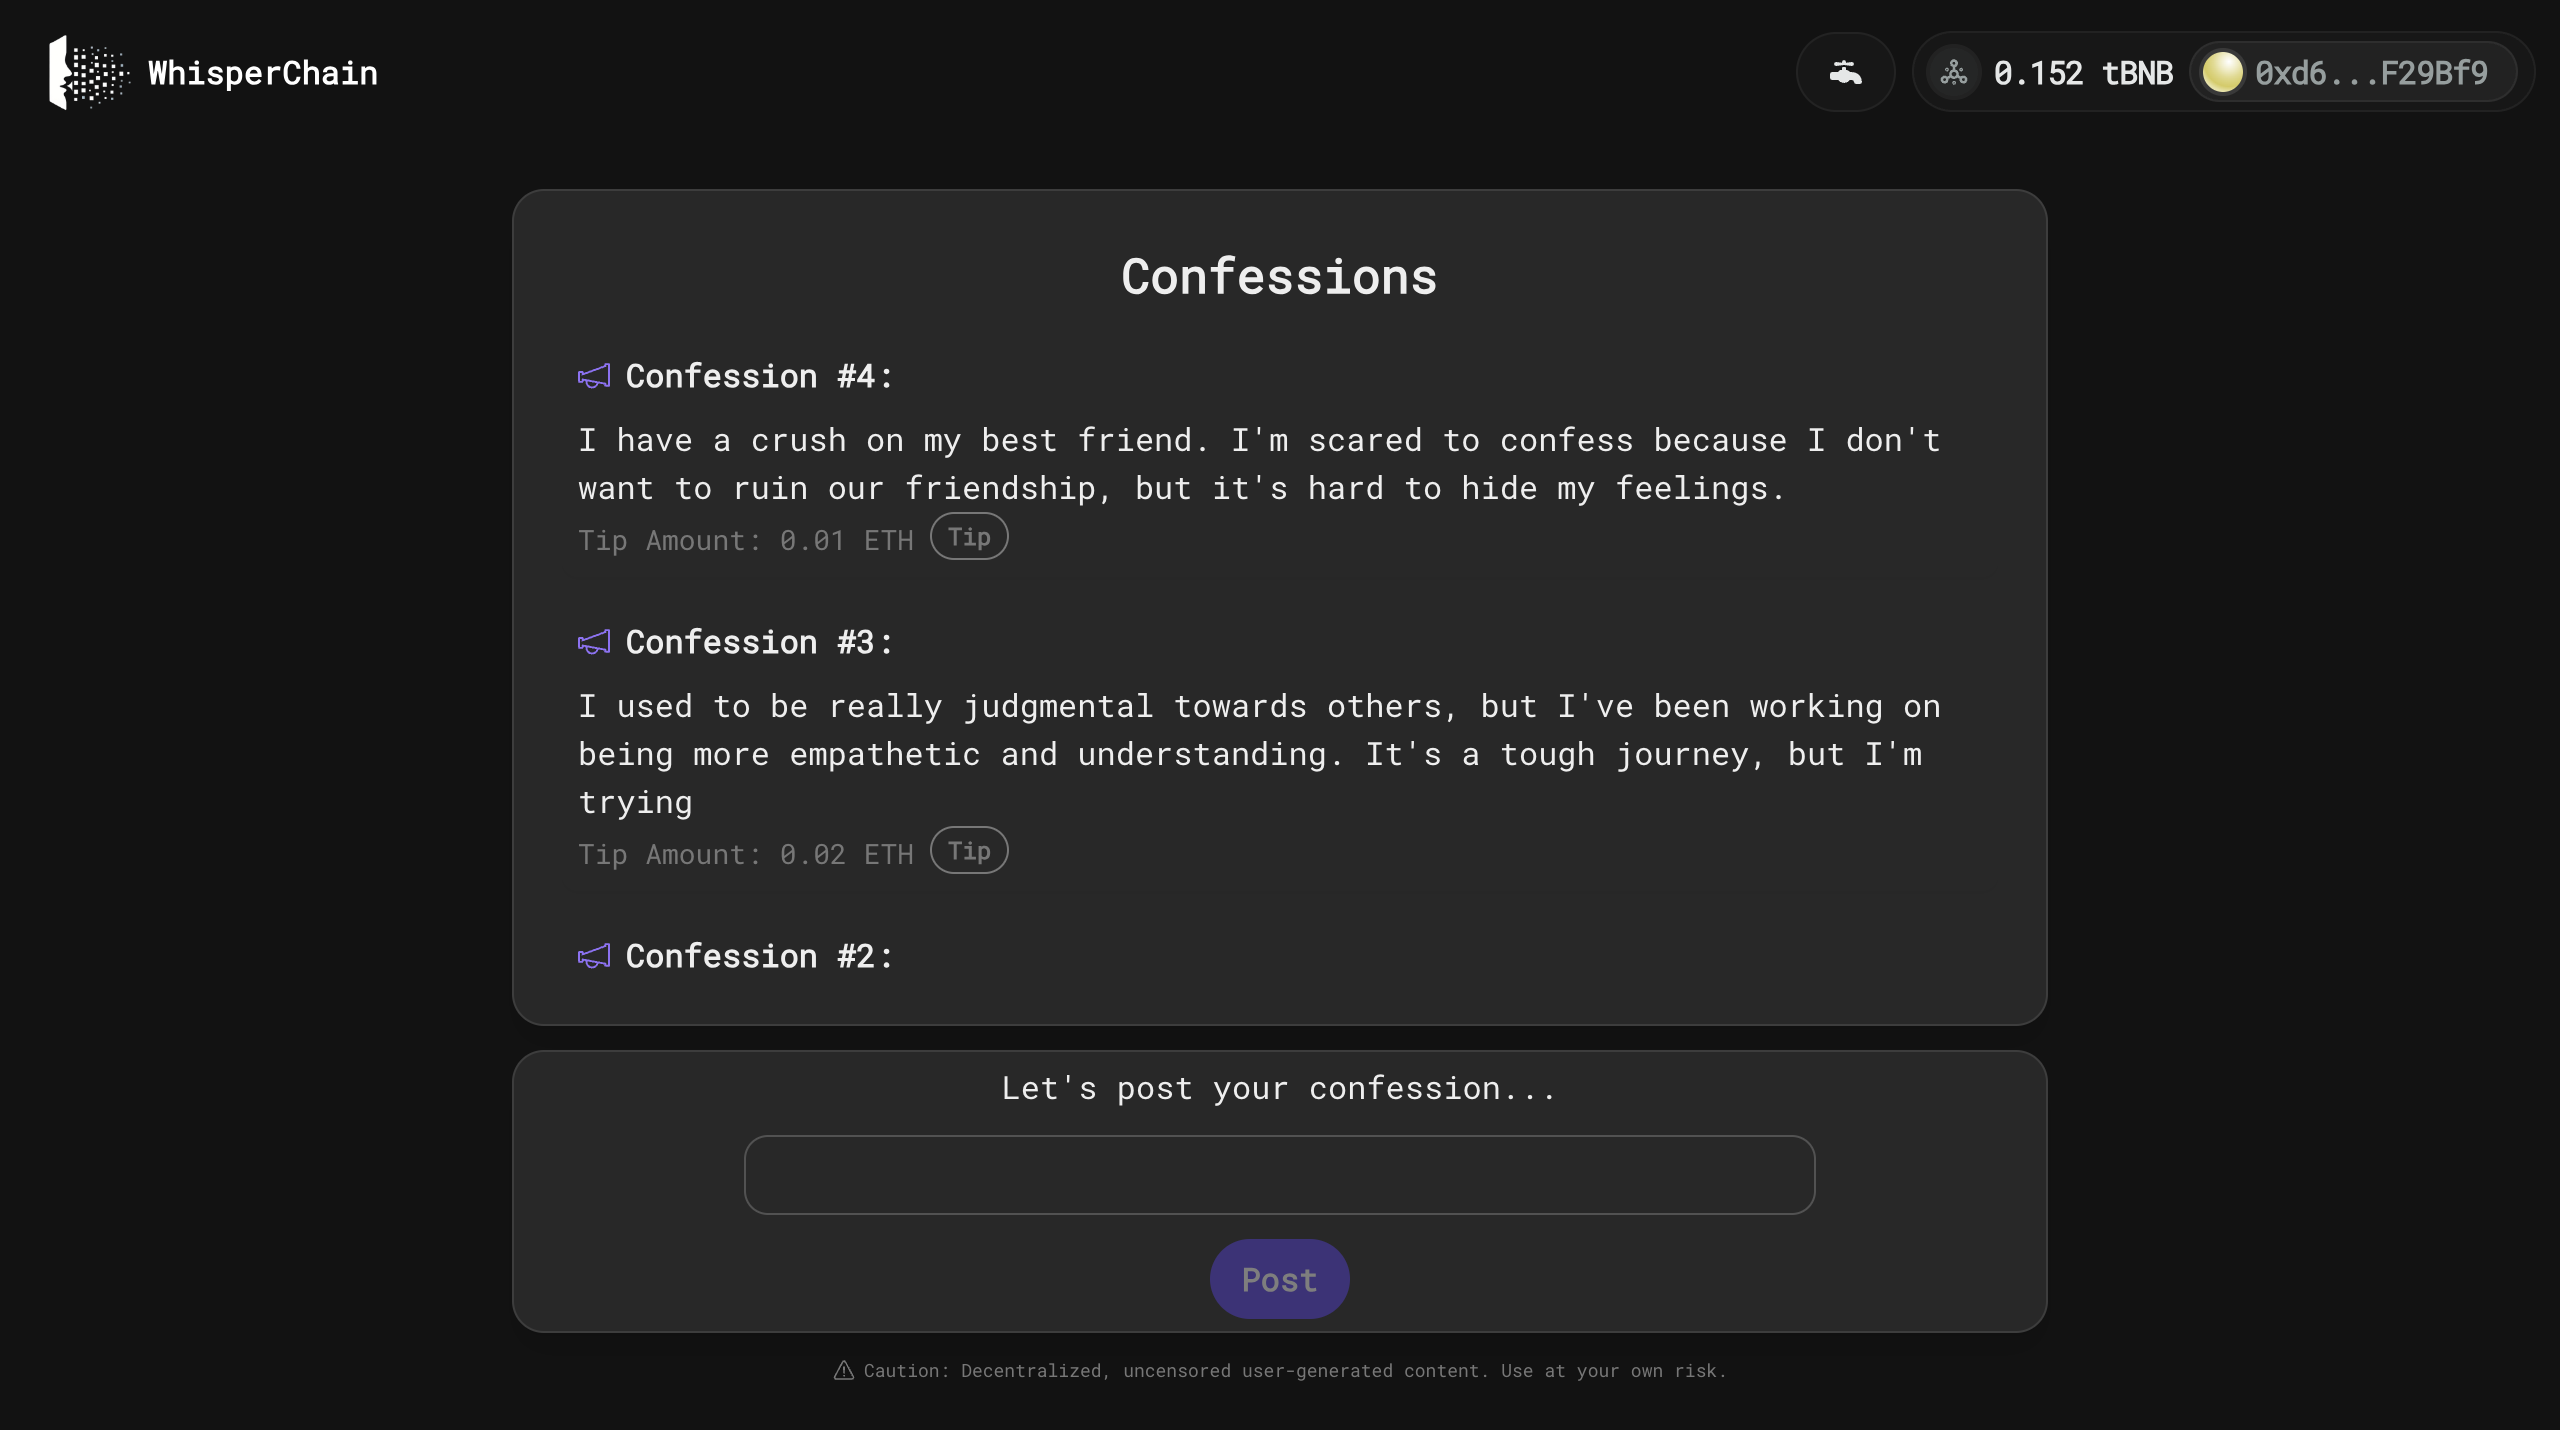 WhisperChain
0.152 tBNB
0xd6...F29Bf9
Confessions
Confession #4:
I have a crush on my best friend. I'm scared to confess because I don't
want to ruin our friendship, but it's hard to hide my feelings.
Tip Amount: 0.01 ETH Tip
Confession #3:
I used to be really judgmental towards others, but I've been working on
being more empathetic and understanding. It's a tough journey, but I'm
trying
Tip Amount: 0.02 ETH Tip
Confession #2:
Let's post your confession...
Post
Caution: Decentralized, uncensored user-generated content. Use at your own risk.